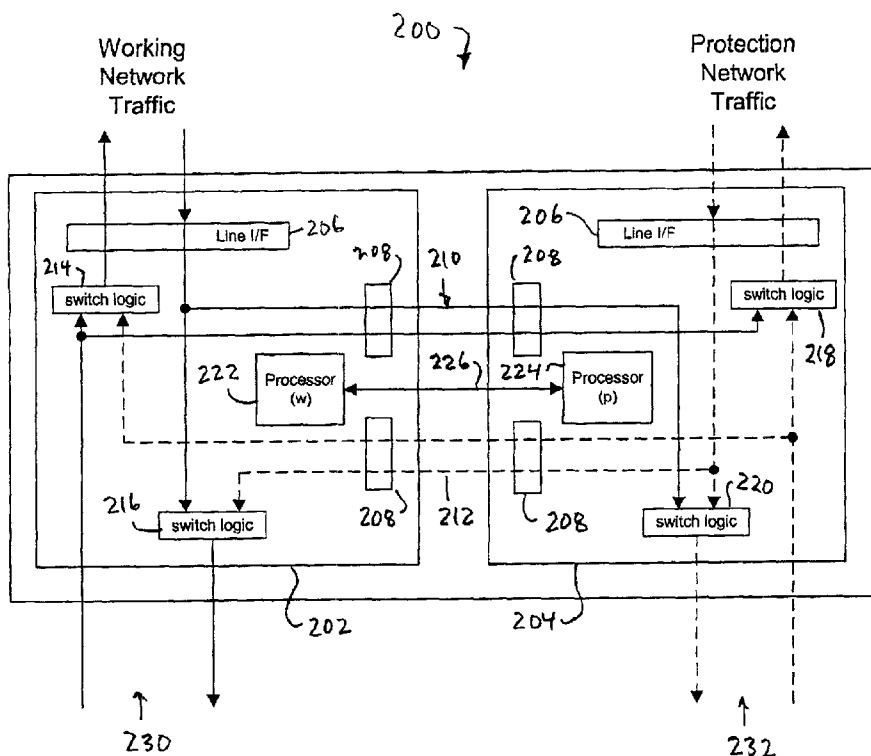 200
Working
Network
Traffic
Protection
Network
Traffic
Line I/F
206
206
Line I/F
214
switch logic
208
210
208
switch logic
218
222
Processor
(w)
226
224
Processor
(p)
216
switch logic
208
212
208
220
switch logic
202
204
230
232